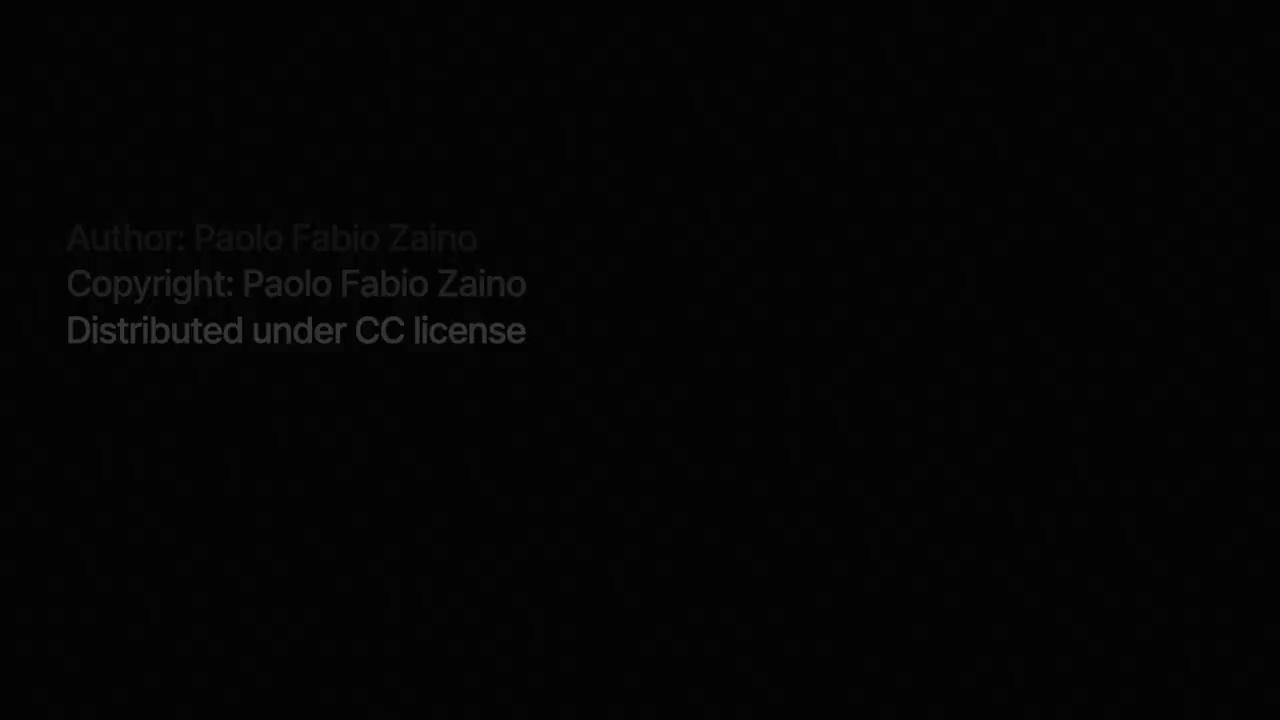 Author: Paolo Fabio Zaino
Copyright: Paolo Fabio Zaino
Distributed under CC license